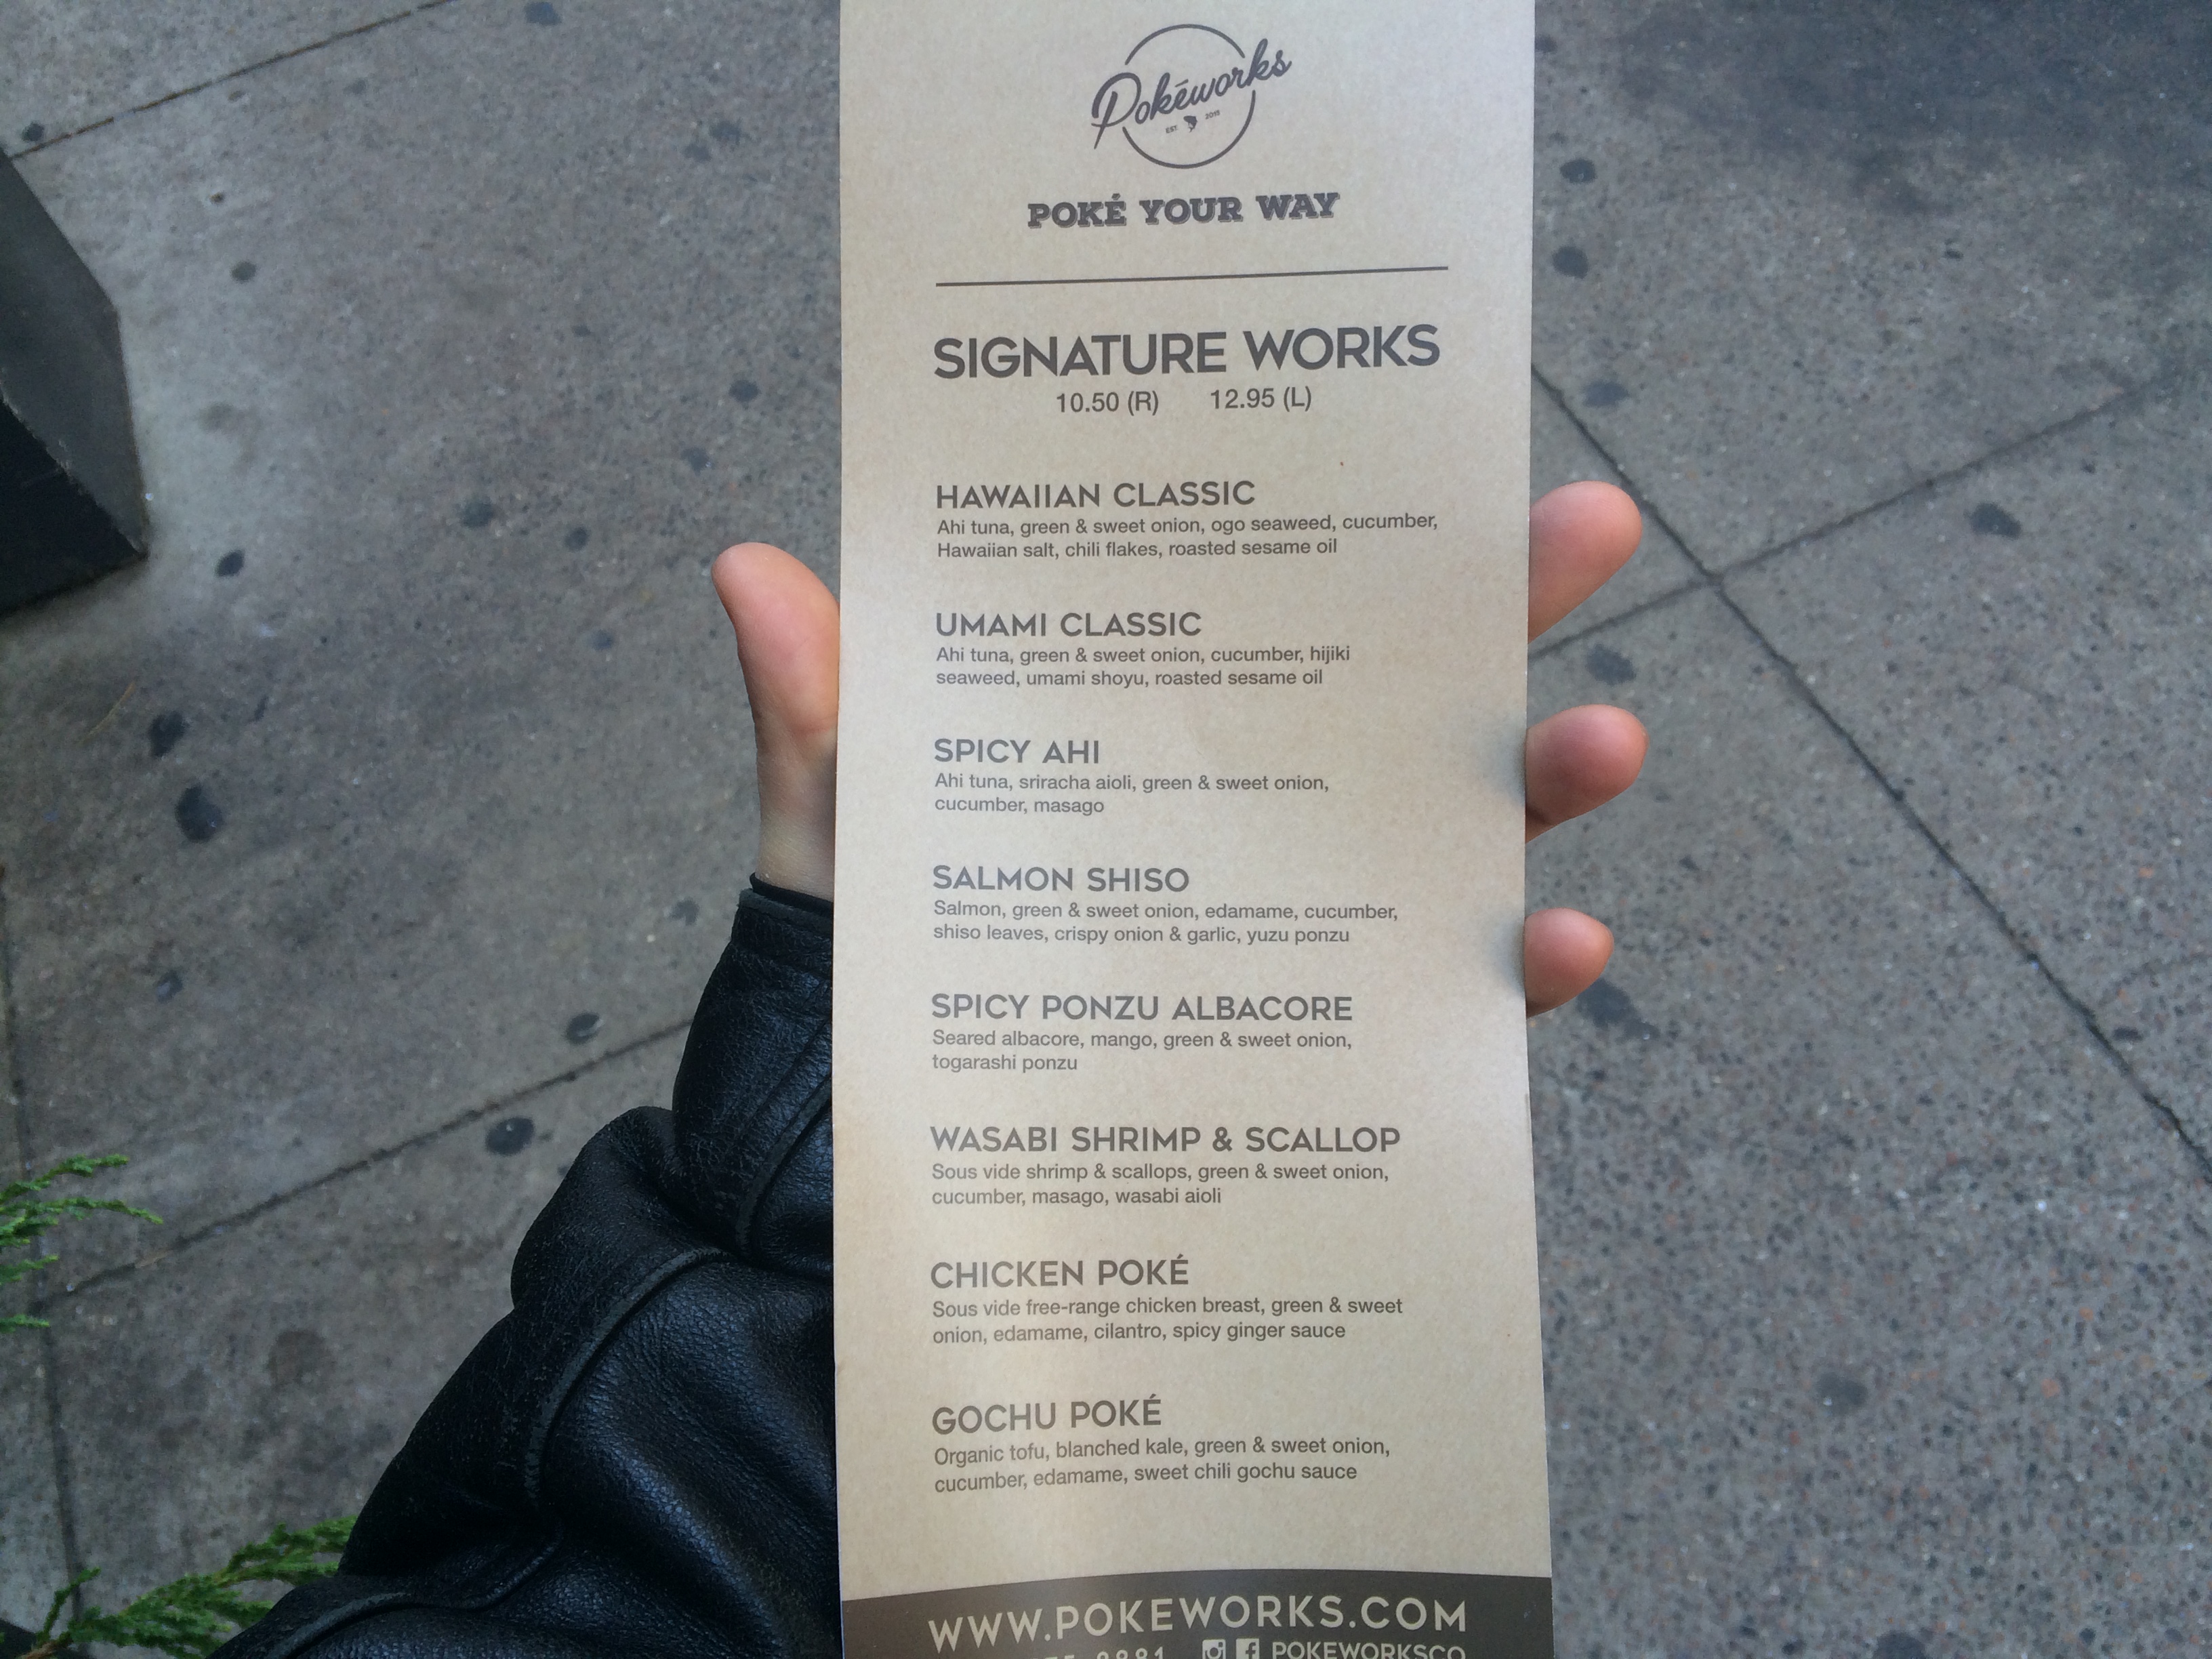 Pokéworks
EST. 2015
POKÉ YOUR WAY
SIGNATURE WORKS
10.50 (R) 12.95 (L)
HAWAIIAN CLASSIC
Ahi tuna, green & sweet onion, ogo seaweed, cucumber,
Hawaiian salt, chili flakes, roasted sesame oil
UMAMI CLASSIC
Ahi tuna, green & sweet onion, cucumber, hijiki
seaweed, umami shoyu, roasted sesame oil
SPICY AHI
Ahi tuna, sriracha aioli, green & sweet onion,
cucumber, masago
SALMON SHISO
Salmon, green & sweet onion, edamame, cucumber,
shiso leaves, crispy onion & garlic, yuzu ponzu
SPICY PONZU ALBACORE
Seared albacore, mango, green & sweet onion,
togarashi ponzu
WASABI SHRIMP & SCALLOP
Sous vide shrimp & scallops, green & sweet onion,
cucumber, masago, wasabi aioli
CHICKEN POKÉ
Sous vide free-range chicken breast, green & sweet
onion, edamame, cilantro, spicy ginger sauce
GOCHU POKÉ
Organic tofu, blanched kale, green & sweet onion,
cucumber, edamame, sweet chili gochu sauce
WWW.POKEWORKS.COM
POKEWORKSCO